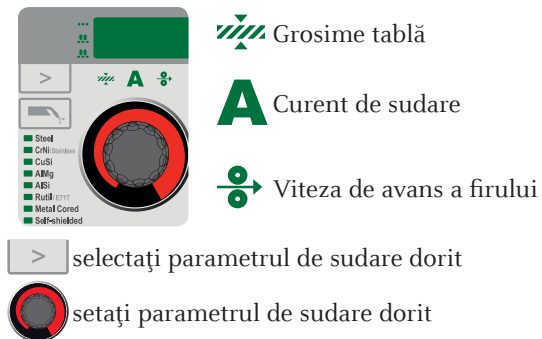 Grosime tablă
>
A
A Curent de sudare
Steel
CrNi/Stainless
CuSi
AlMg
AlSi
Rutil/E71T
Metal Cored
Self-shielded
Viteza de avans a firului
> selectaţi parametrul de sudare dorit
setaţi parametrul de sudare dorit